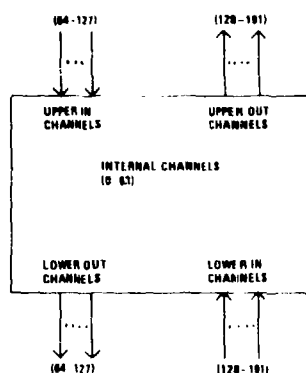 (64-127)
(128-191)
UPPER IN
CHANNELS
UPPER OUT
CHANNELS
INTERNAL CHANNELS
(0 63)
LOWER OUT
CHANNELS
LOWER IN
CHANNELS
(64 127)
(128-191)